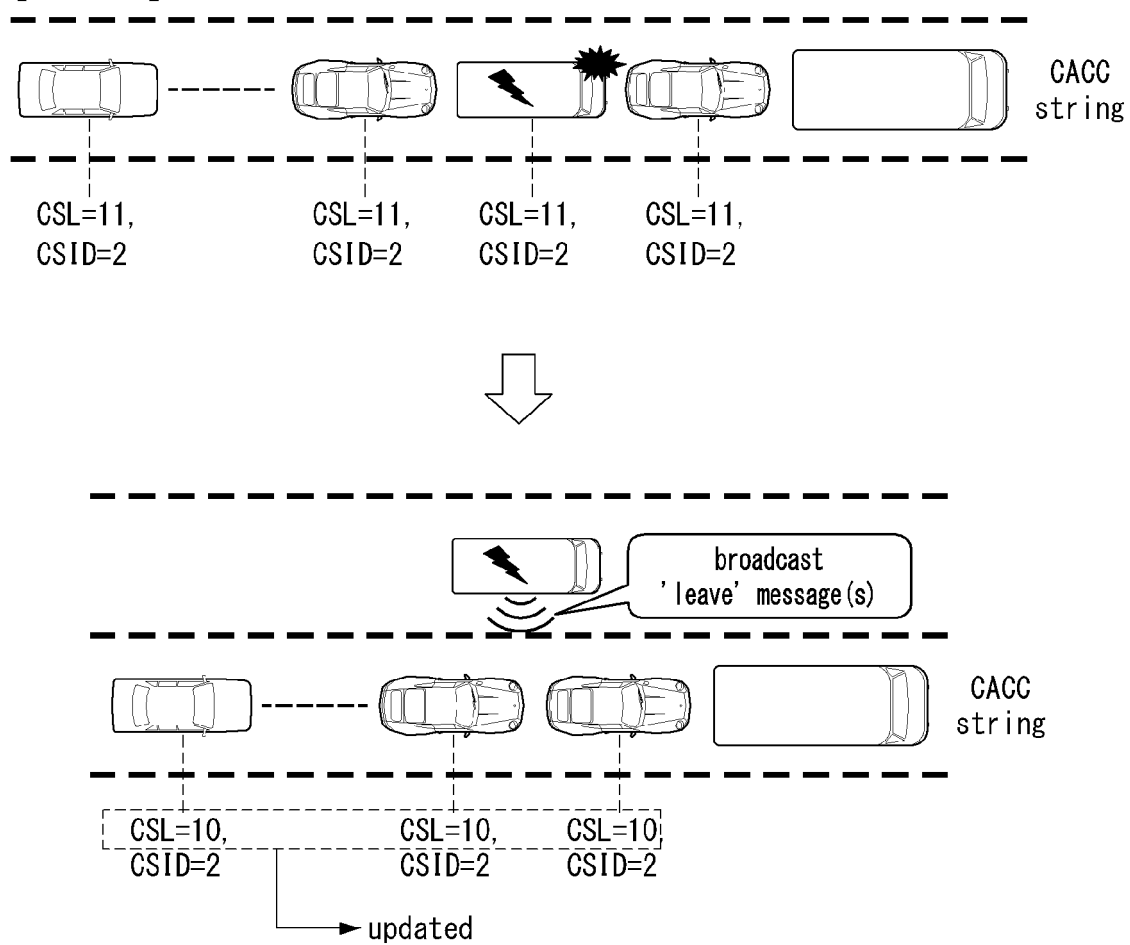 CACC
string
CSL=11,
CSID=2
CSL=11,
CSID=2
CSL=11,
CSID=2
CSL=11,
CSID=2
broadcast
'leave' message(s)
CACC
string
CSL=10,
CSID=2
CSL=10,
CSID=2
CSL=10,
CSID=2
updated